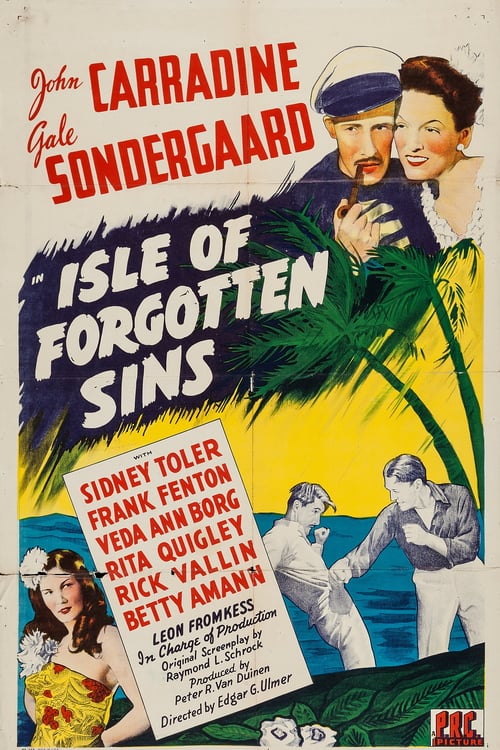 John CARRADINE
Gale
SONDERGAARD
IN ISLE OF
FORGOTTEN
SINS
WITH
SIDNEY TOLER
FRANK FENTON
VEDA ANN BORG
RITA QUIGLEY
RICK VALLIN
BETTY AMANN
LEON FROMKESS
In Charge of Production
Original Screenplay by
Raymond L. Schrock
Produced by
Peter R. Van Duinen
Directed by Edgar G. Ulmer
P.R.C.
A PICTURE